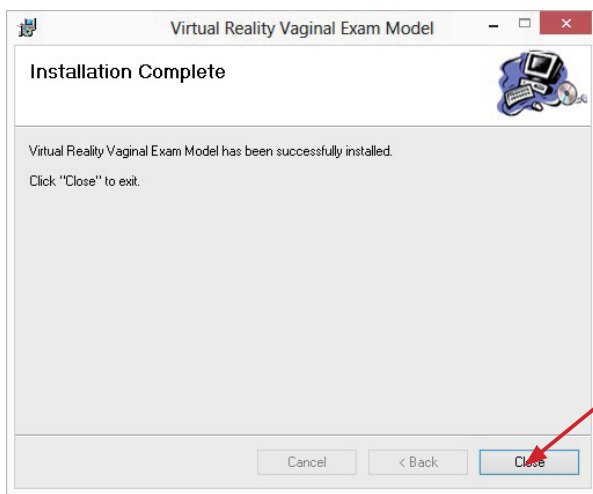 Virtual Reality Vaginal Exam Model
Installation Complete
Virtual Reality Vaginal Exam Model has been successfully installed.
Click "Close" to exit.
Cancel < Back Close